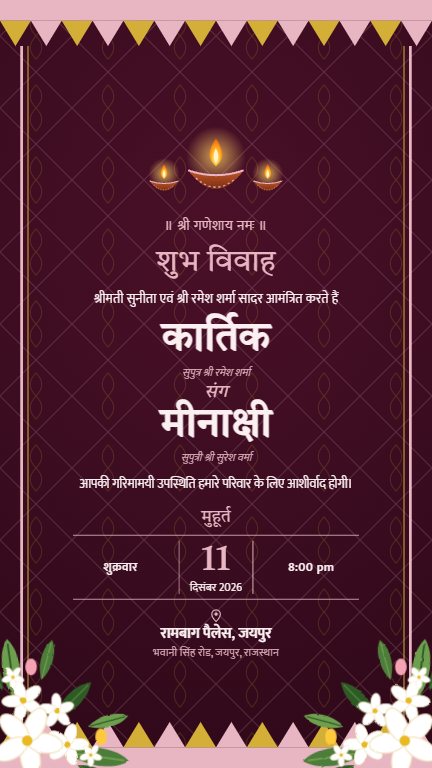 ॥ श्री गणेशाय नमः ॥
शुभ विवाह
श्रीमती सुनीता एवं श्री रमेश शर्मा सादर आमंत्रित करते हैं
कार्तिक
सुपुत्र श्री रमेश शर्मा
संग
मीनाक्षी
सुपुत्री श्री सुरेश वर्मा
आपकी गरिमामयी उपस्थिति हमारे परिवार के लिए आशीर्वाद होगी।
मुहूर्त
शुक्रवार
11
दिसंबर 2026
8:00 pm
रामबाग पैलेस, जयपुर
भवानी सिंह रोड, जयपुर, राजस्थान